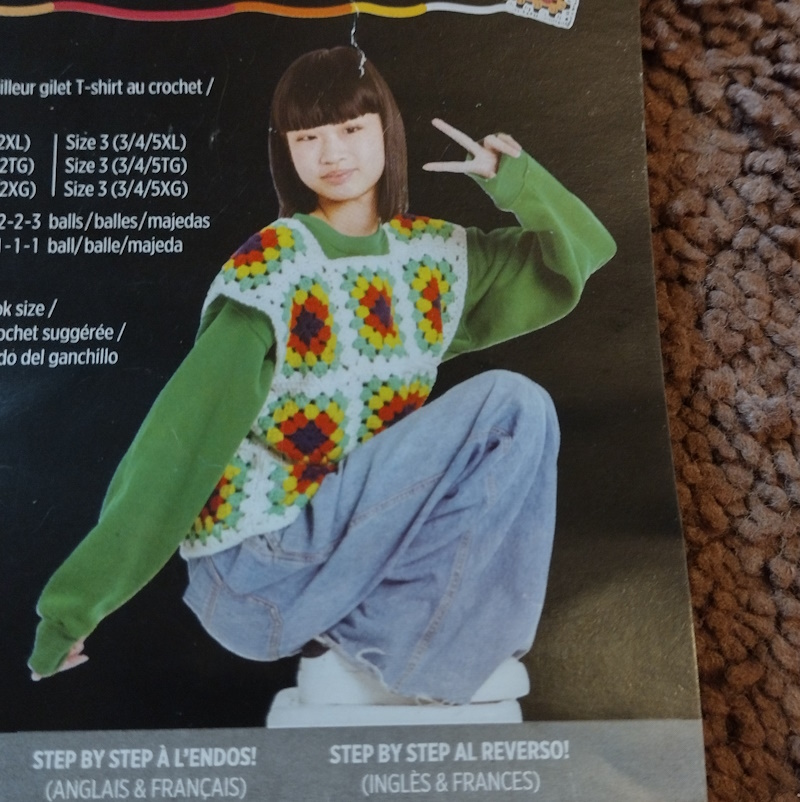 illeur gilet T-shirt au crochet /
2XL) | Size 3 (3/4/5XL)
2TG) | Size 3 (3/4/5TG)
2XG) | Size 3 (3/4/5XG)
2-2-3 balls/balles/majedas
1-1-1 ball/balle/majeda
ok size /
ochet suggérée /
do del ganchillo
STEP BY STEP À L'ENDOS!
(ANGLAIS & FRANÇAIS)
STEP BY STEP AL REVERSO!
(INGLÈS & FRANCES)